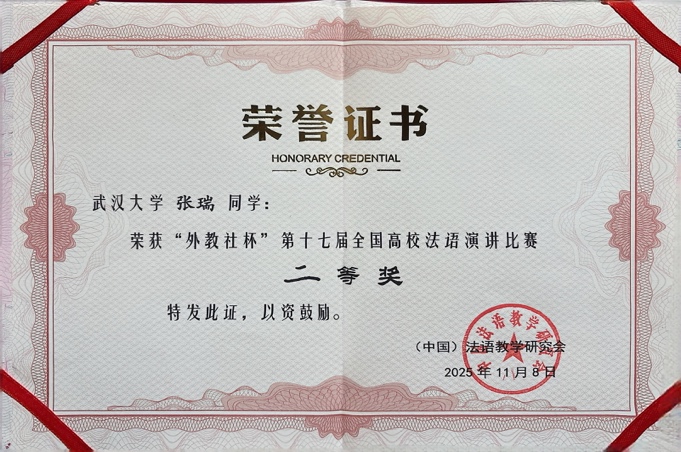 荣誉证书
HONORARY CREDENTIAL
武汉大学 张瑞 同学：
荣获“外教社杯”第十七届全国高校法语演讲比赛
二等奖
特发此证，以资鼓励。
（中国）法语教学研究会
2025年11月8日